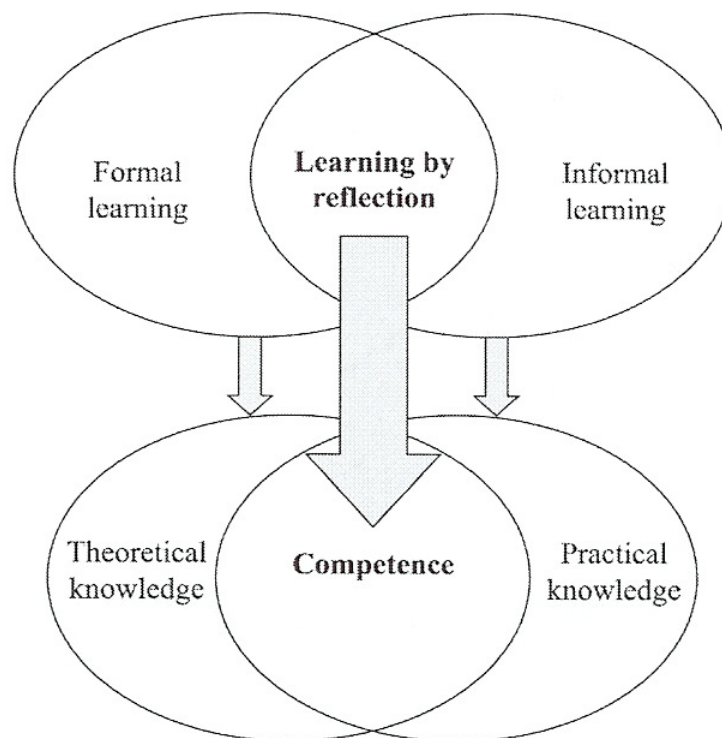 Formal
learning
Learning by
reflection
Informal
learning
Theoretical
knowledge
Competence
Practical
knowledge